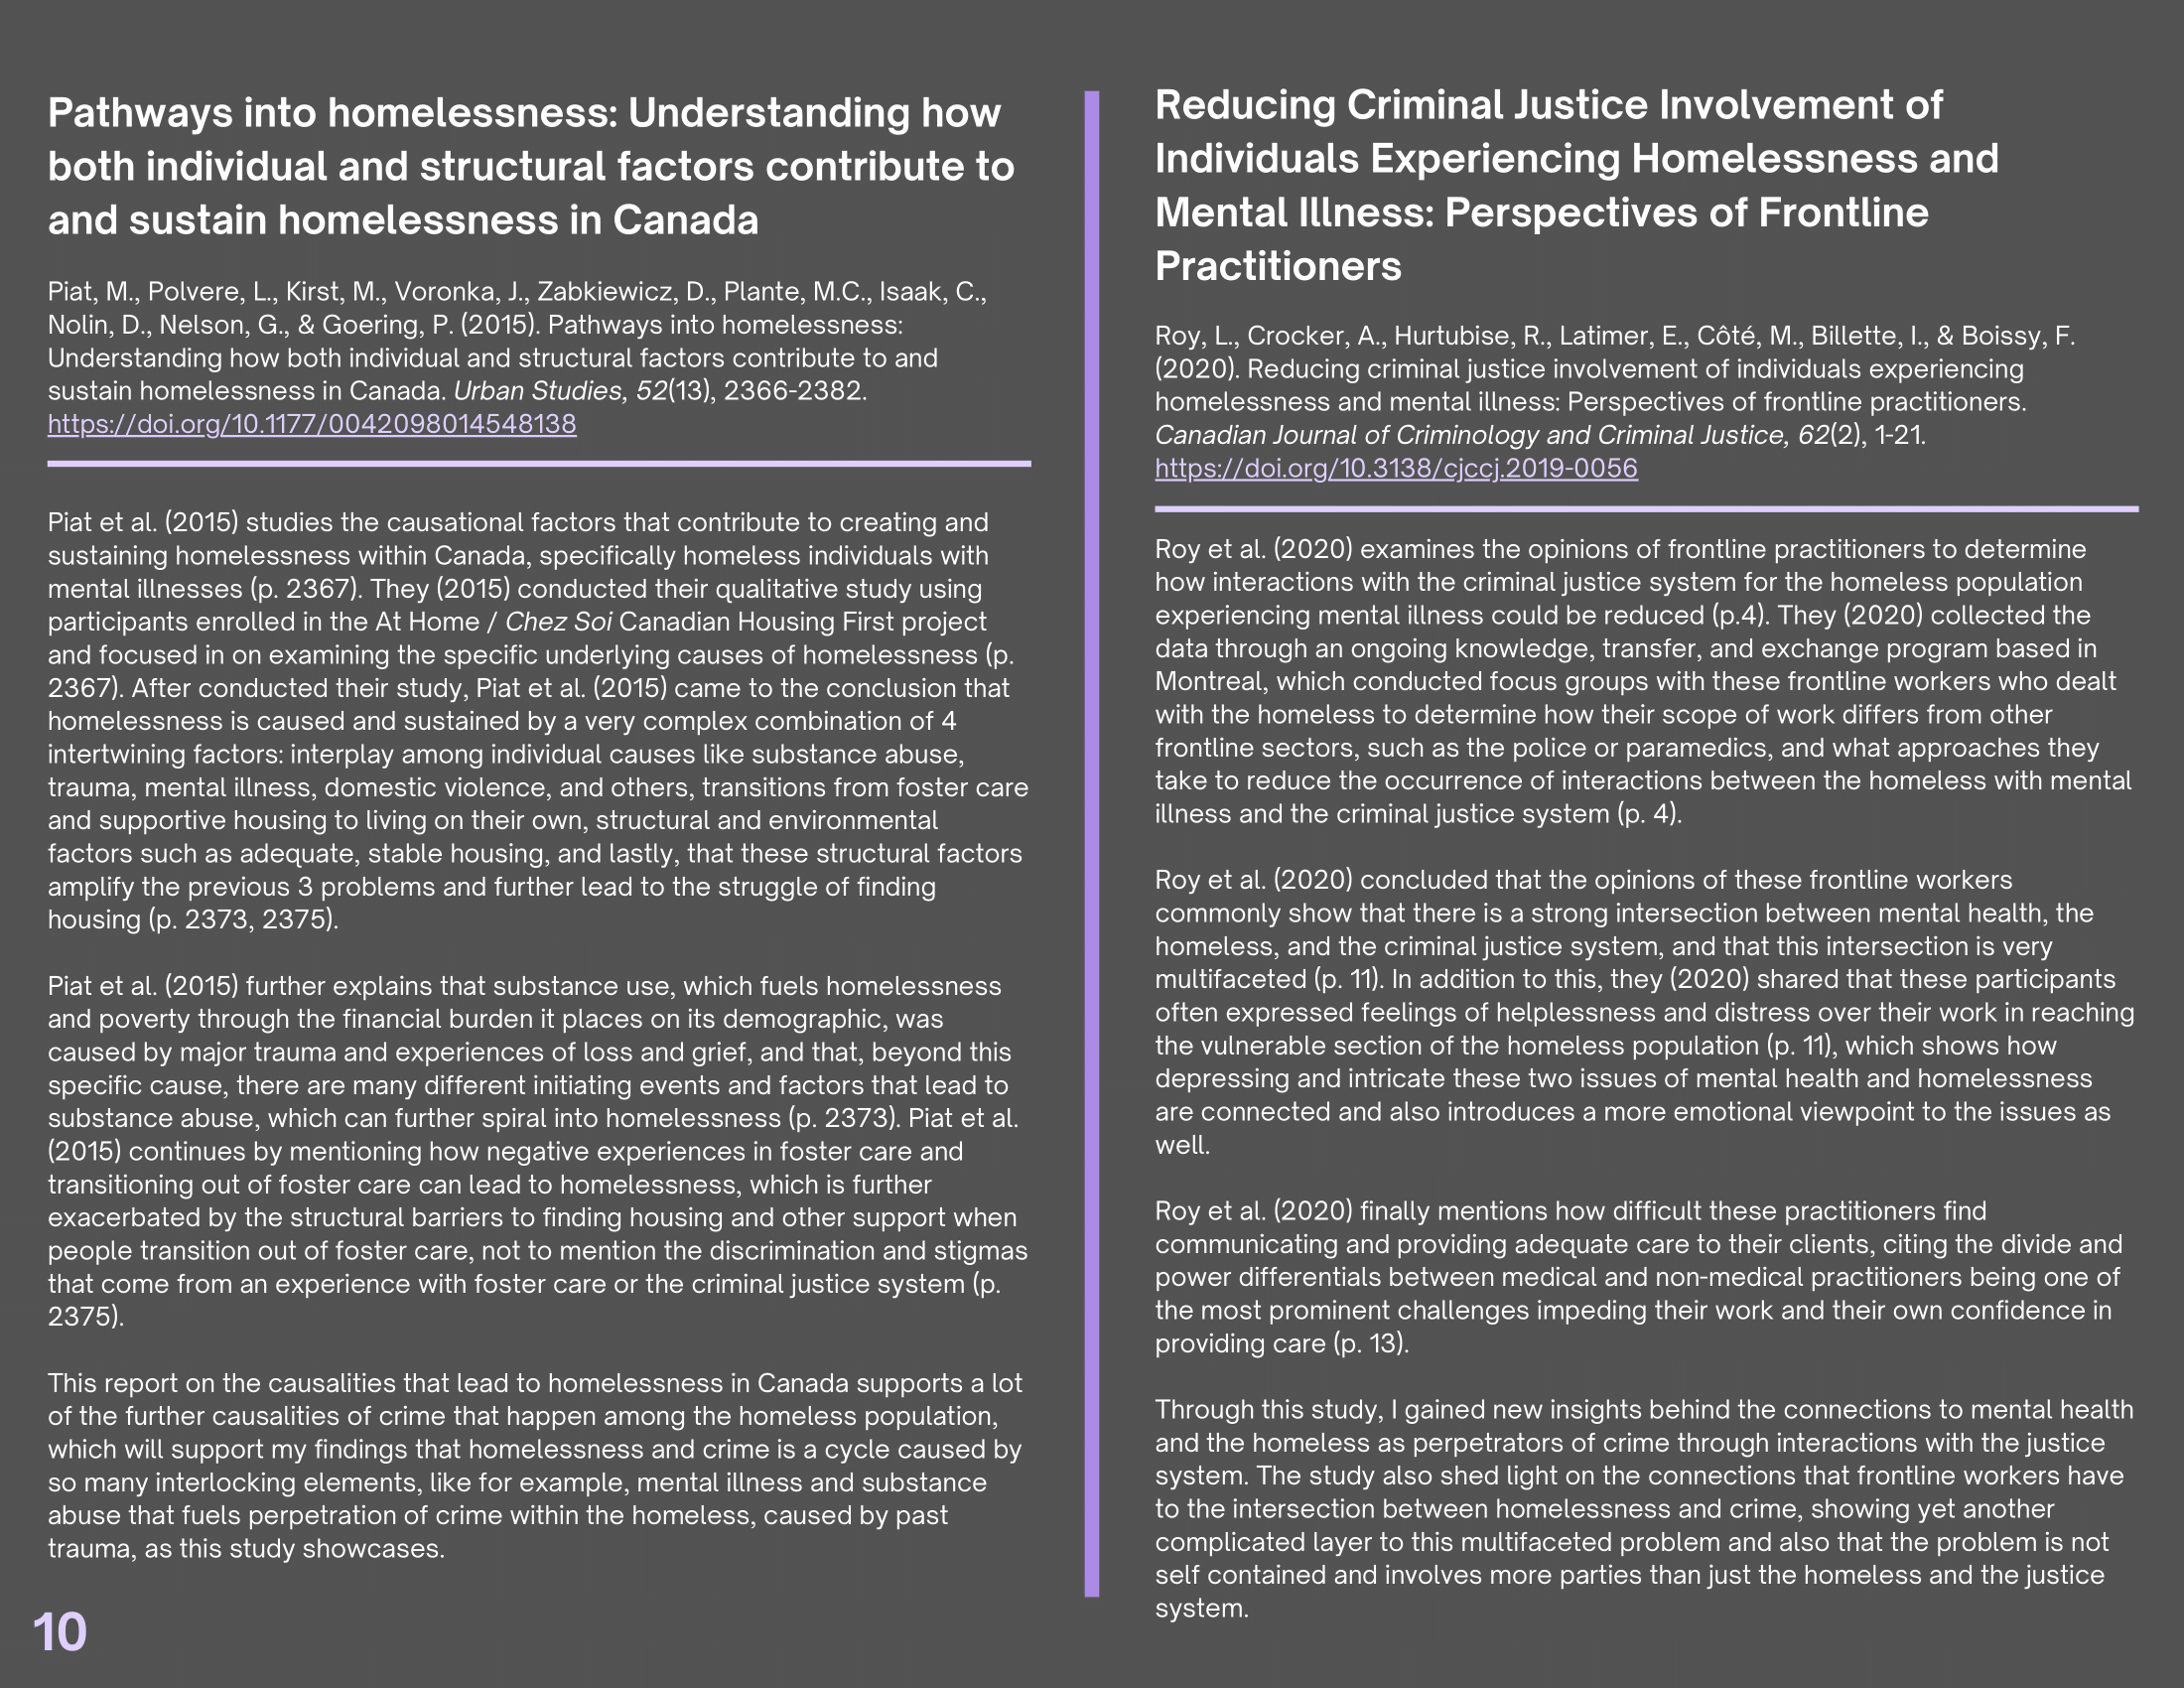 Pathways into homelessness: Understanding how
both individual and structural factors contribute to
and sustain homelessness in Canada
Piat, M., Polvere, L., Kirst, M., Voronka, J., Zabkiewicz, D., Plante, M.C., Isaak, C.,
Nolin, D., Nelson, G., & Goering, P. (2015). Pathways into homelessness:
Understanding how both individual and structural factors contribute to and
sustain homelessness in Canada. Urban Studies, 52(13), 2366-2382.
https://doi.org/10.1177/0042098014548138
Piat et al. (2015) studies the causational factors that contribute to creating and
sustaining homelessness within Canada, specifically homeless individuals with
mental illnesses (p. 2367). They (2015) conducted their qualitative study using
participants enrolled in the At Home / Chez Soi Canadian Housing First project
and focused in on examining the specific underlying causes of homelessness (p.
2367). After conducted their study, Piat et al. (2015) came to the conclusion that
homelessness is caused and sustained by a very complex combination of 4
intertwining factors: interplay among individual causes like substance abuse,
trauma, mental illness, domestic violence, and others, transitions from foster care
and supportive housing to living on their own, structural and environmental
factors such as adequate, stable housing, and lastly, that these structural factors
amplify the previous 3 problems and further lead to the struggle of finding
housing (p. 2373, 2375).
Piat et al. (2015) further explains that substance use, which fuels homelessness
and poverty through the financial burden it places on its demographic, was
caused by major trauma and experiences of loss and grief, and that, beyond this
specific cause, there are many different initiating events and factors that lead to
substance abuse, which can further spiral into homelessness (p. 2373). Piat et al.
(2015) continues by mentioning how negative experiences in foster care and
transitioning out of foster care can lead to homelessness, which is further
exacerbated by the structural barriers to finding housing and other support when
people transition out of foster care, not to mention the discrimination and stigmas
that come from an experience with foster care or the criminal justice system (p.
2375).
This report on the causalities that lead to homelessness in Canada supports a lot
of the further causalities of crime that happen among the homeless population,
which will support my findings that homelessness and crime is a cycle caused by
so many interlocking elements, like for example, mental illness and substance
abuse that fuels perpetration of crime within the homeless, caused by past
trauma, as this study showcases.
10
Reducing Criminal Justice Involvement of
Individuals Experiencing Homelessness and
Mental Illness: Perspectives of Frontline
Practitioners
Roy, L., Crocker, A., Hurtubise, R., Latimer, E., Côté, M., Billette, I., & Boissy, F.
(2020). Reducing criminal justice involvement of individuals experiencing
homelessness and mental illness: Perspectives of frontline practitioners.
Canadian Journal of Criminology and Criminal Justice, 62(2), 1-21.
https://doi.org/10.3138/cjccj.2019-0056
Roy et al. (2020) examines the opinions of frontline practitioners to determine
how interactions with the criminal justice system for the homeless population
experiencing mental illness could be reduced (p.4). They (2020) collected the
data through an ongoing knowledge, transfer, and exchange program based in
Montreal, which conducted focus groups with these frontline workers who dealt
with the homeless to determine how their scope of work differs from other
frontline sectors, such as the police or paramedics, and what approaches they
take to reduce the occurrence of interactions between the homeless with mental
illness and the criminal justice system (p. 4).
Roy et al. (2020) concluded that the opinions of these frontline workers
commonly show that there is a strong intersection between mental health, the
homeless, and the criminal justice system, and that this intersection is very
multifaceted (p. 11). In addition to this, they (2020) shared that these participants
often expressed feelings of helplessness and distress over their work in reaching
the vulnerable section of the homeless population (p. 11), which shows how
depressing and intricate these two issues of mental health and homelessness
are connected and also introduces a more emotional viewpoint to the issues as
well.
Roy et al. (2020) finally mentions how difficult these practitioners find
communicating and providing adequate care to their clients, citing the divide and
power differentials between medical and non-medical practitioners being one of
the most prominent challenges impeding their work and their own confidence in
providing care (p. 13).
Through this study, I gained new insights behind the connections to mental health
and the homeless as perpetrators of crime through interactions with the justice
system. The study also shed light on the connections that frontline workers have
to the intersection between homelessness and crime, showing yet another
complicated layer to this multifaceted problem and also that the problem is not
self contained and involves more parties than just the homeless and the justice
system.